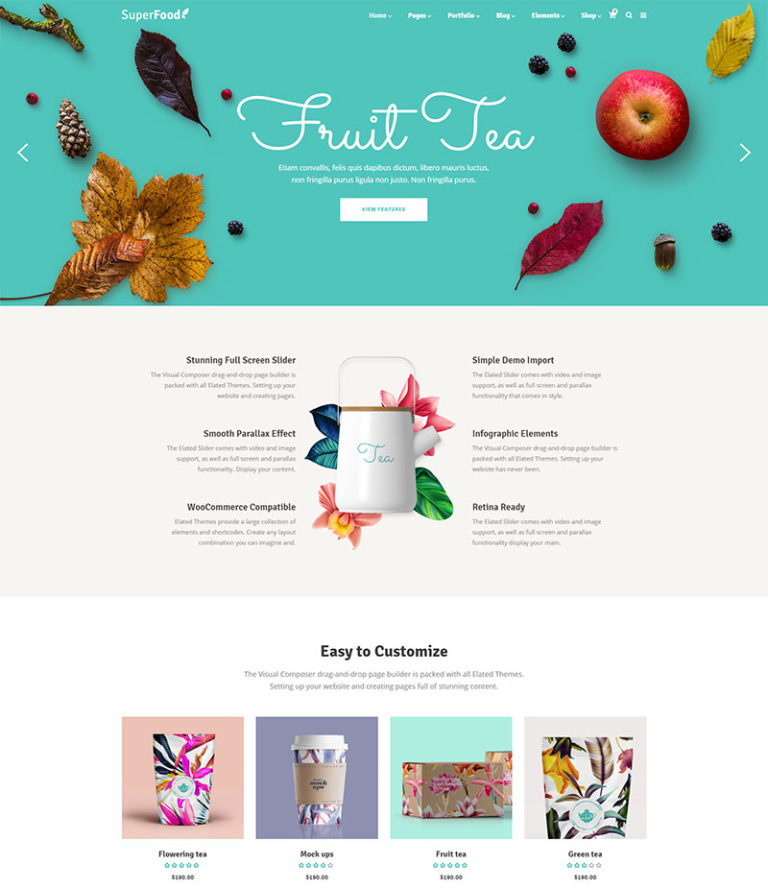 SuperFood
Home Pages Portfolio Blog Elements Shop
Fruit Tea
Etiam convallis, felis quis dapibus dictum, libero mauris luctus,
non fringilla purus ligula non justo. Non fringilla purus.
VIEW FEATURES
Stunning Full Screen Slider
The Visual Composer drag-and-drop page builder is
packed with all Elated Themes. Setting up your
website and creating pages.
Smooth Parallax Effect
The Elated Slider comes with video and image
support, as well as full screen and parallax
functionality. Display your content.
WooCommerce Compatible
Elated Themes provide a large collection of
elements and shortcodes. Create any layout
combination you can imagine and.
Tea
Simple Demo Import
The Elated Slider comes with video and image
support, as well as full screen and parallax
functionality that comes in style.
Infographic Elements
The Visual Composer drag-and-drop page builder is
packed with all Elated Themes. Setting up your
website has never been.
Retina Ready
The Elated Slider comes with video and image
support, as well as full screen and parallax
functionality display your main.
Easy to Customize
The Visual Composer drag-and-drop page builder is packed with all Elated Themes.
Setting up your website and creating pages full of stunning content.
mock
ups
Flowering tea
Mock ups
Fruit tea
Green tea
$190.00
$190.00
$190.00
$190.00